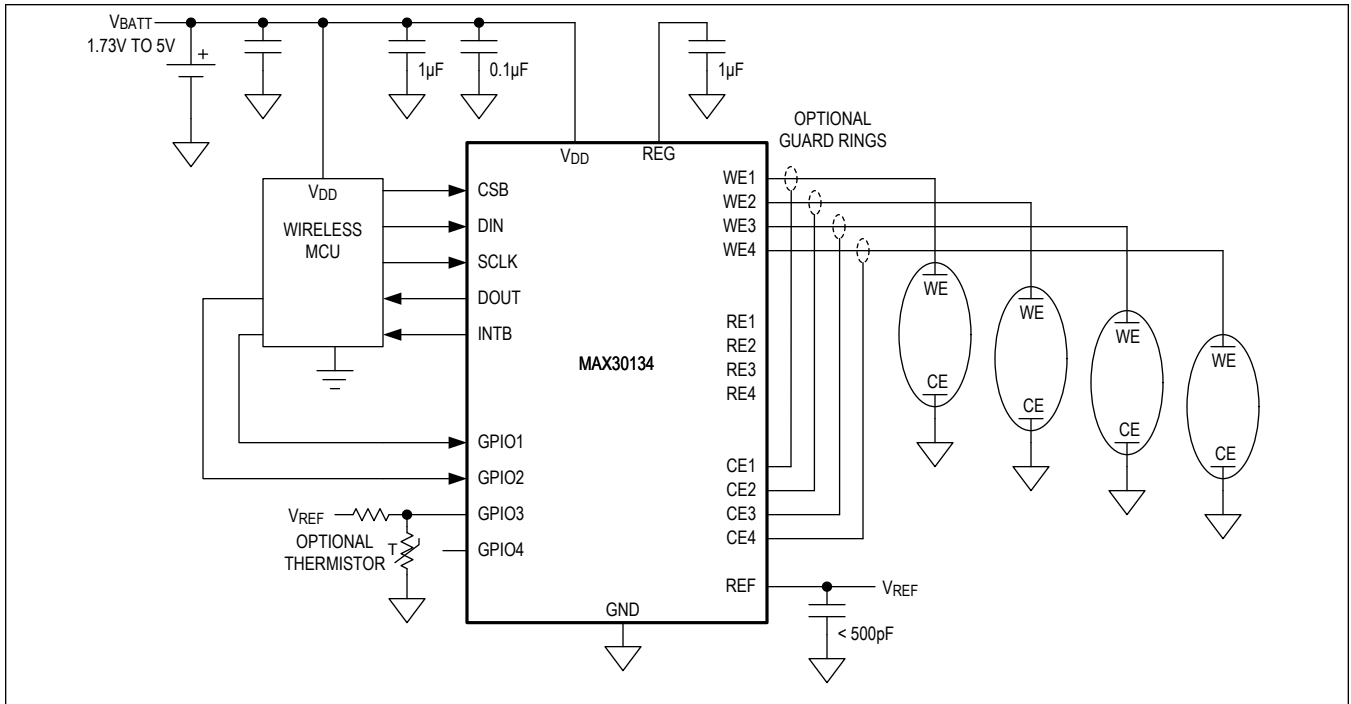 VBATT
1.73V TO 5V
+
1µF
0.1µF
1µF
OPTIONAL
GUARD RINGS
VDD
REG
VDD
WIRELESS
MCU
CSB
DIN
SCLK
DOUT
INTB
GPIO1
GPIO2
GPIO3
GPIO4
VREF
OPTIONAL
THERMISTOR
T
MAX30134
GND
WE1
WE2
WE3
WE4
RE1
RE2
RE3
RE4
CE1
CE2
CE3
CE4
REF
VREF
< 500pF
WE
CE
WE
CE
WE
CE
WE
CE